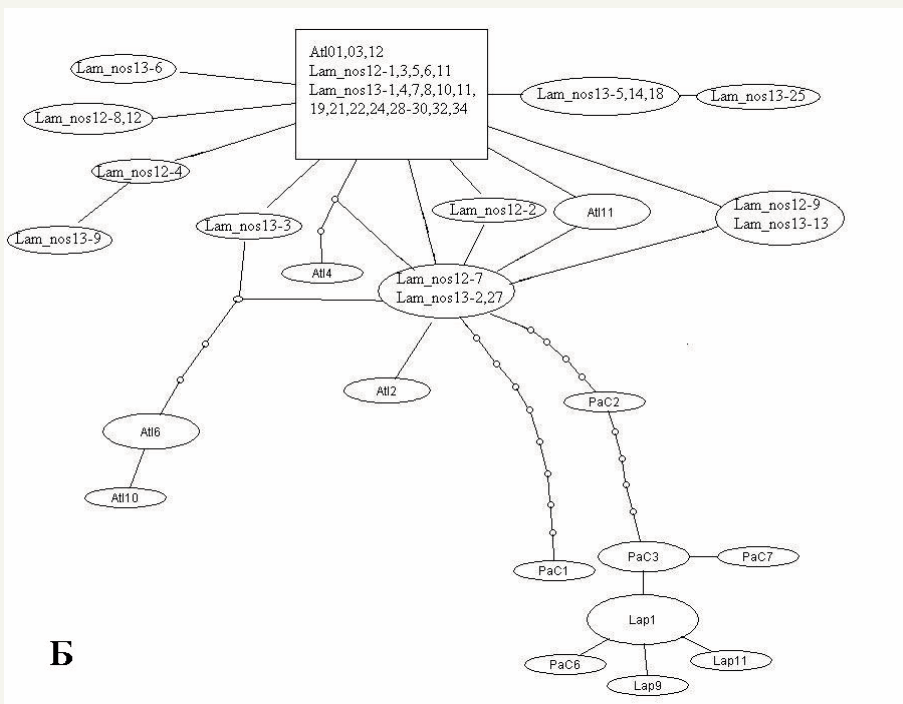 Atl01,03,12
Lam_nos12-1,3,5,6,11
Lam_nos13-1,4,7,8,10,11,
19,21,22,24,28-30,32,34
Lam_nos13-6
Lam_nos13-5,14,18
Lam_nos13-25
Lam_nos12-8,12
Lam_nos12-4
Lam_nos12-9
Lam_nos13-13
Lam_nos12-2
Atl11
Lam_nos13-3
Lam_nos13-9
Atl4
Lam_nos12-7
Lam_nos13-2,27
Atl2
PaC2
Atl6
Atl10
PaC1
PaC3
PaC7
Lap1
Б
PaC6
Lap11
Lap9